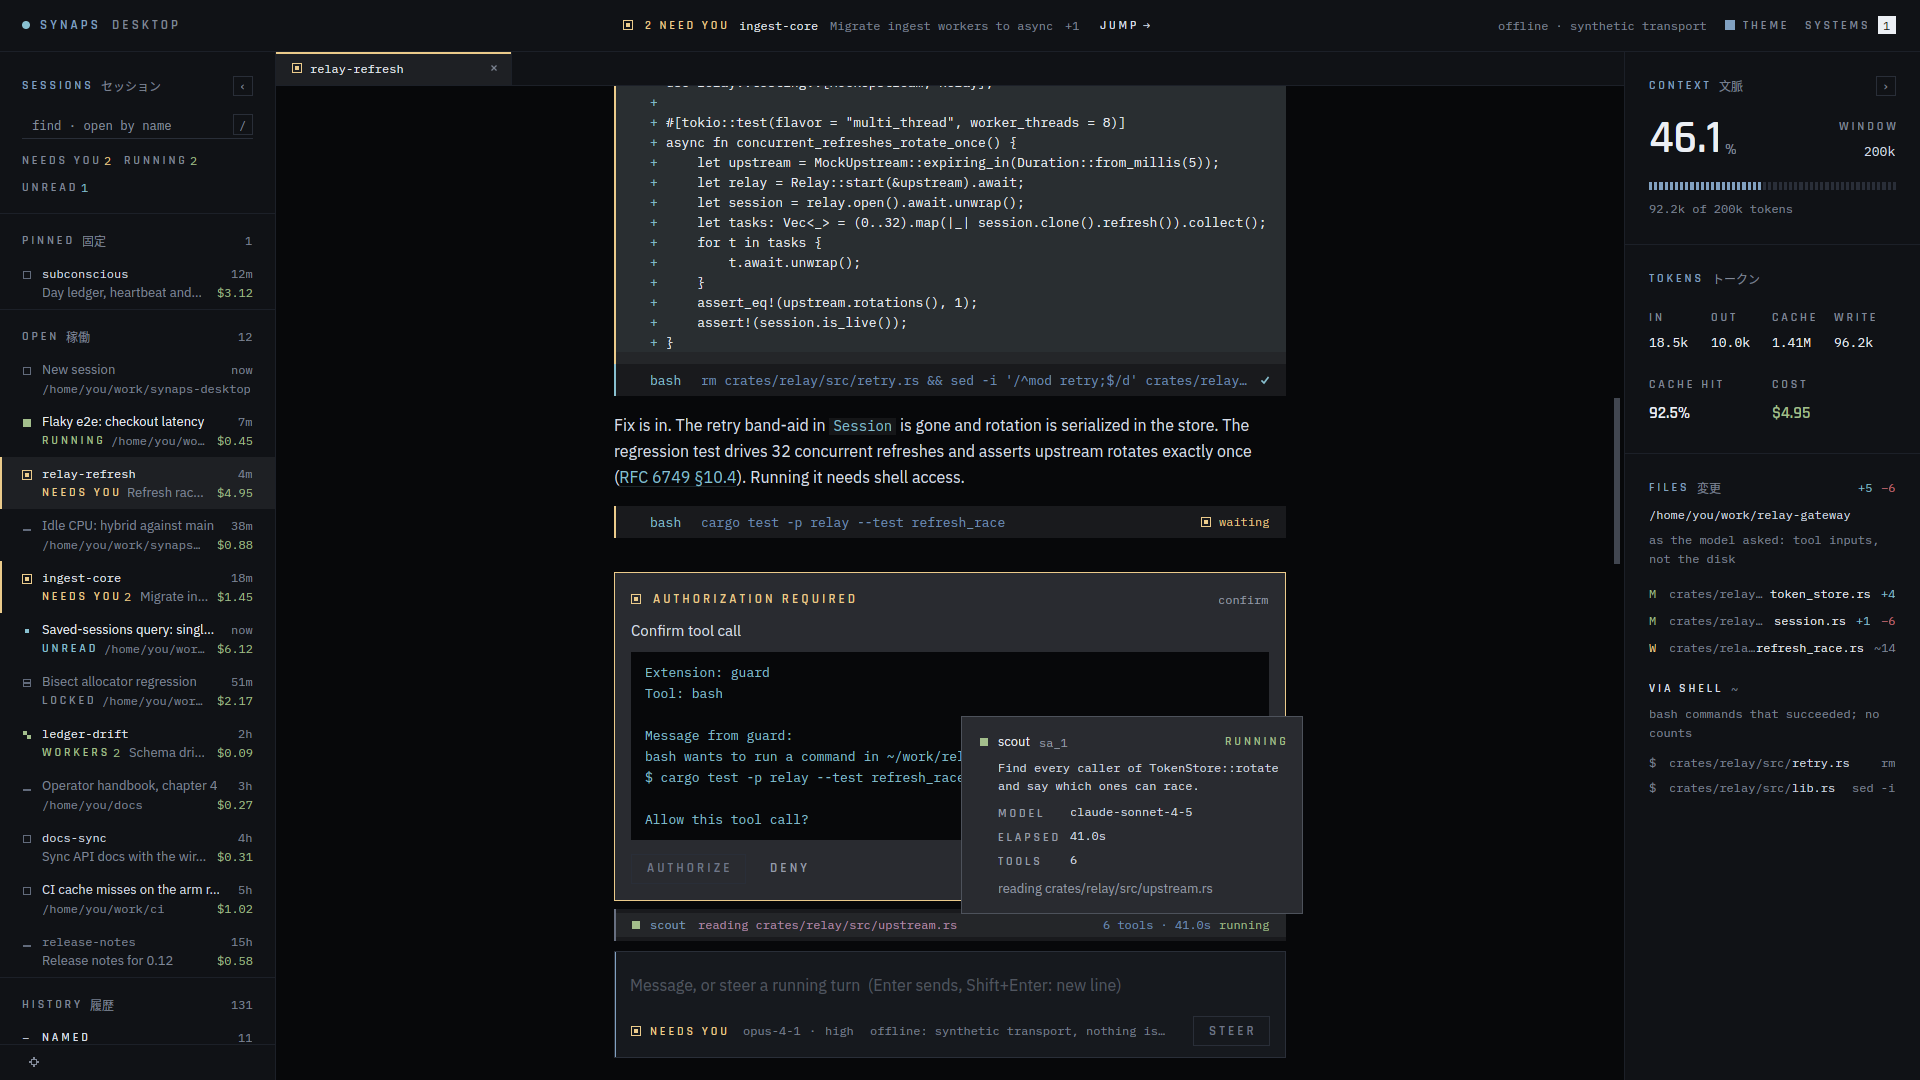 SYNAPS DESKTOP
2 NEED YOU ingest-core Migrate ingest workers to async +1 JUMP →
offline · synthetic transport THEME SYSTEMS 1
SESSIONS セッション ‹
find · open by name /
NEEDS YOU 2 RUNNING 2
UNREAD 1
PINNED 固定 1
subconscious 12m
Day ledger, heartbeat and… $3.12
OPEN 稼働 12
New session now
/home/you/work/synaps-desktop
Flaky e2e: checkout latency 7m
RUNNING /home/you/wo… $0.45
relay-refresh 4m
NEEDS YOU Refresh rac… $4.95
Idle CPU: hybrid against main 38m
/home/you/work/synaps… $0.88
ingest-core 18m
NEEDS YOU 2 Migrate in… $1.45
Saved-sessions query: singl… now
UNREAD /home/you/wor… $6.12
Bisect allocator regression 51m
LOCKED /home/you/wor… $2.17
ledger-drift 2h
WORKERS 2 Schema dri… $0.09
Operator handbook, chapter 4 3h
/home/you/docs $0.27
docs-sync 4h
Sync API docs with the wir… $0.31
CI cache misses on the arm r… 5h
/home/you/work/ci $1.02
release-notes 15h
Release notes for 0.12 $0.58
HISTORY 履歴 131
– NAMED 11
relay-refresh ×
+
+ #[tokio::test(flavor = "multi_thread", worker_threads = 8)]
+ async fn concurrent_refreshes_rotate_once() {
+     let upstream = MockUpstream::expiring_in(Duration::from_millis(5));
+     let relay = Relay::start(&upstream).await;
+     let session = relay.open().await.unwrap();
+     let tasks: Vec<_> = (0..32).map(|_| session.clone().refresh()).collect();
+     for t in tasks {
+         t.await.unwrap();
+     }
+     assert_eq!(upstream.rotations(), 1);
+     assert!(session.is_live());
+ }
bash rm crates/relay/src/retry.rs && sed -i '/^mod retry;$/d' crates/relay… ✓
Fix is in. The retry band-aid in Session is gone and rotation is serialized in the store. The
regression test drives 32 concurrent refreshes and asserts upstream rotates exactly once
(RFC 6749 §10.4). Running it needs shell access.
bash cargo test -p relay --test refresh_race waiting
AUTHORIZATION REQUIRED confirm
Confirm tool call
Extension: guard
Tool: bash
Message from guard:
bash wants to run a command in ~/work/rel
$ cargo test -p relay --test refresh_race
Allow this tool call?
AUTHORIZE DENY
scout sa_1 RUNNING
Find every caller of TokenStore::rotate
and say which ones can race.
MODEL claude-sonnet-4-5
ELAPSED 41.0s
TOOLS 6
reading crates/relay/src/upstream.rs
scout reading crates/relay/src/upstream.rs 6 tools · 41.0s running
Message, or steer a running turn (Enter sends, Shift+Enter: new line)
NEEDS YOU opus-4-1 · high offline: synthetic transport, nothing is… STEER
CONTEXT 文脈 ›
46.1% WINDOW
200k
92.2k of 200k tokens
TOKENS トークン
IN OUT CACHE WRITE
18.5k 10.0k 1.41M 96.2k
CACHE HIT COST
92.5% $4.95
FILES 変更 +5 −6
/home/you/work/relay-gateway
as the model asked: tool inputs,
not the disk
M crates/relay… token_store.rs +4
M crates/relay… session.rs +1 −6
W crates/rela…refresh_race.rs ~14
VIA SHELL ~
bash commands that succeeded; no
counts
$ crates/relay/src/retry.rs rm
$ crates/relay/src/lib.rs sed -i